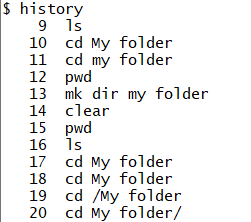 $ history
9 ls
10 cd My folder
11 cd my folder
12 pwd
13 mk dir my folder
14 clear
15 pwd
16 ls
17 cd My folder
18 cd My folder
19 cd /My folder
20 cd My folder/